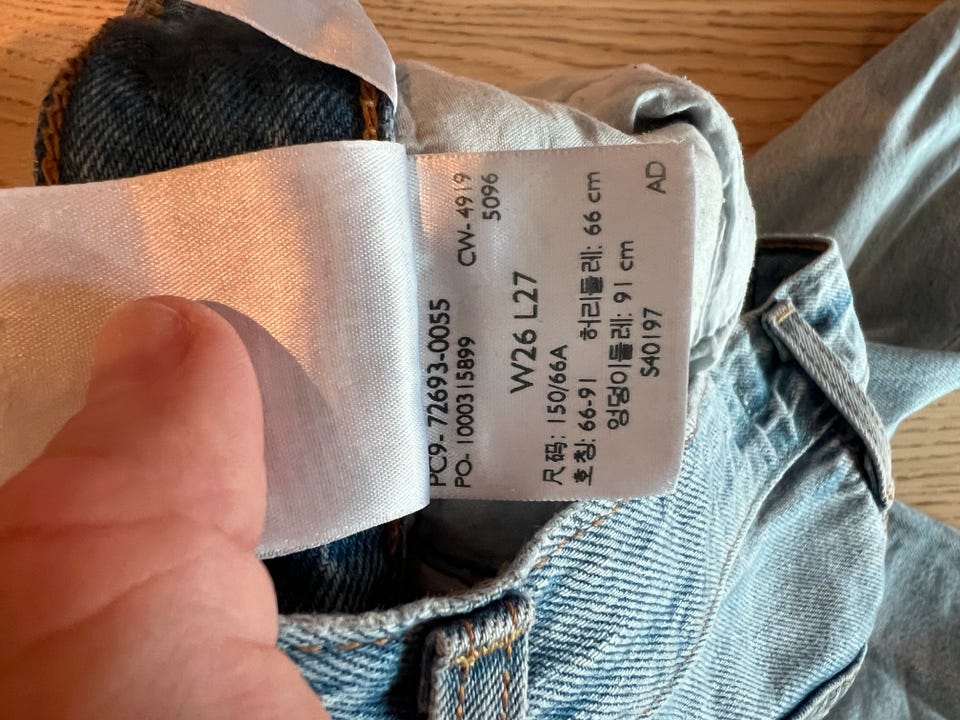 PC9- 72693-0055 CW- 4919
PO- 1000315899 5096
W26 L27
尺码: 150/66A
호칭: 66-91 허리둘레: 66 cm
엉덩이둘레: 91 cm
S40197 AD